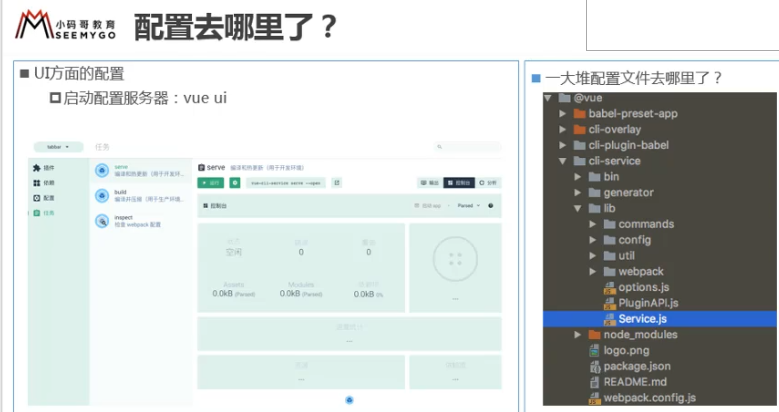 小码哥教育
SEEMYGO
配置去哪里了？
UI方面的配置
启动配置服务器：vue ui
任务
插件
依赖
配置
任务
serve
编译和热更新（用于开发环境...
build
编译并压缩（用于生产环境...
inspect
检查 webpack 配置
serve 编译和热更新（用于开发环境）
运行
vue-cli-service serve --open
输出
控制台
分析
控制台
Parsed
空闲
0
0
Assets
Modules
0.0kB (Parsed)
0.0kB (Parsed)
0.0kB
一大堆配置文件去哪里了？
@vue
babel-preset-app
cli-overlay
cli-plugin-babel
cli-service
bin
generator
lib
commands
config
util
webpack
options.js
PluginAPI.js
Service.js
node_modules
logo.png
package.json
README.md
webpack.config.js